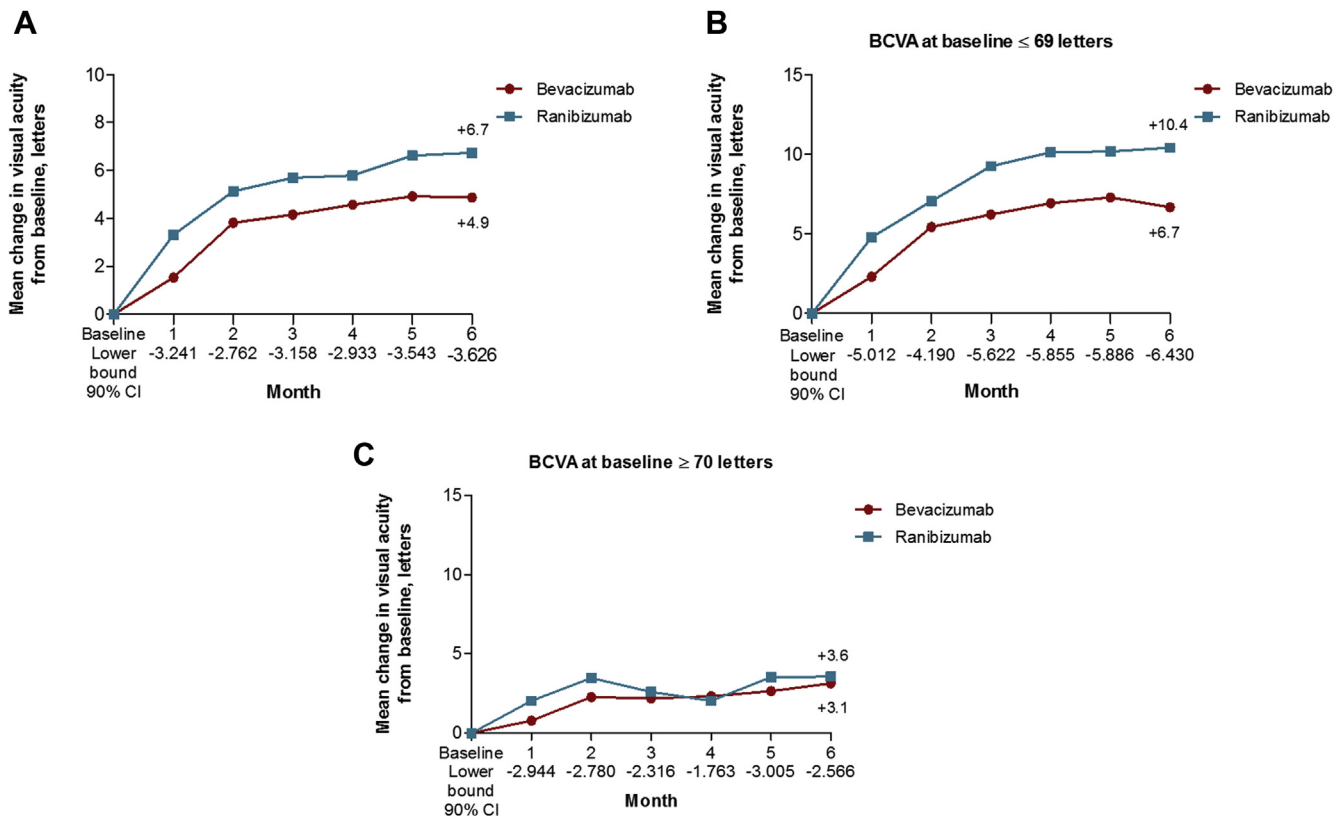 A
Mean change in visual acuity
from baseline, letters
10
8
6
4
2
0
Bevacizumab
Ranibizumab
+6.7
+4.9
Baseline 1 2 3 4 5 6
Lower -3.241 -2.762 -3.158 -2.933 -3.543 -3.626
bound
90% CI
Month
B
BCVA at baseline ≤ 69 letters
Mean change in visual acuity
from baseline, letters
15
10
5
0
Bevacizumab
Ranibizumab
+10.4
+6.7
Baseline 1 2 3 4 5 6
Lower -5.012 -4.190 -5.622 -5.855 -5.886 -6.430
bound
90% CI
Month
C
BCVA at baseline ≥ 70 letters
Mean change in visual acuity
from baseline, letters
15
10
5
0
Bevacizumab
Ranibizumab
+3.6
+3.1
Baseline 1 2 3 4 5 6
Lower -2.944 -2.780 -2.316 -1.763 -3.005 -2.566
bound
90% CI
Month